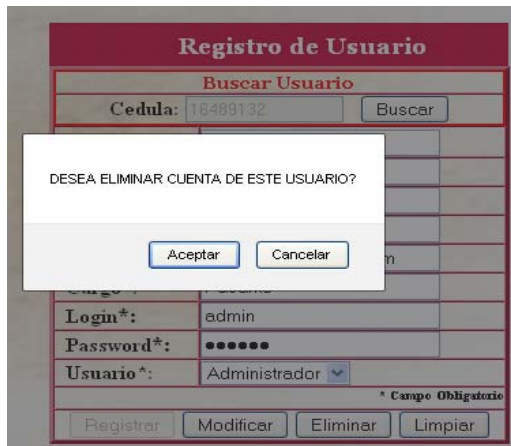 Registro de Usuario
Buscar Usuario
Cedula: 16489132 Buscar
DESEA ELIMINAR CUENTA DE ESTE USUARIO?
Aceptar Cancelar
m
Login*: admin
Password*: ●●●●●●
Usuario*: Administrador
* Campo Obligatorio
Registrar Modificar Eliminar Limpiar